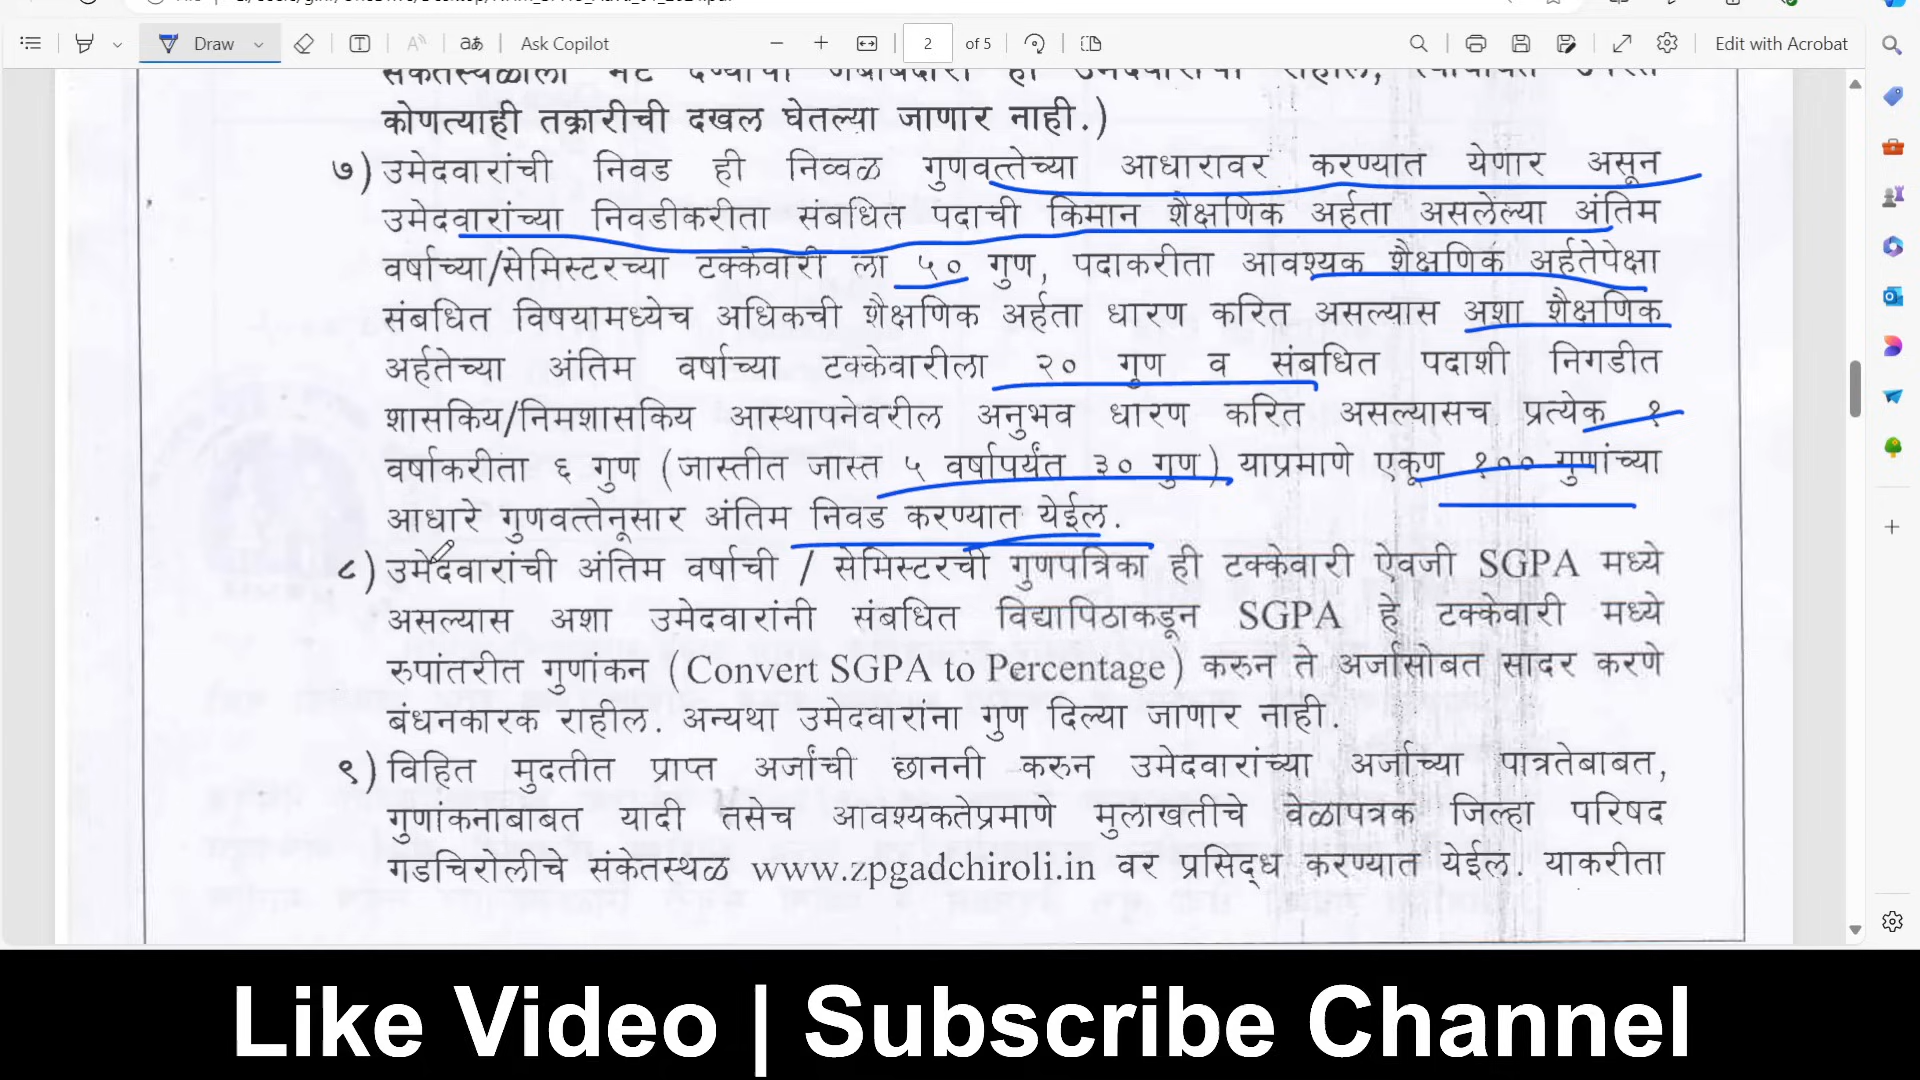 Draw
Ask Copilot
2 of 5
Edit with Acrobat
कोणत्याही तक्रारीची दखल घेतल्या जाणार नाही.)
७) उमेदवारांची निवड ही निव्वळ गुणवत्तेच्या आधारावर करण्यात येणार असून
उमेदवारांच्या निवडीकरीता संबधित पदाची किमान शैक्षणिक अर्हता असलेल्या अंतिम
वर्षाच्या/सेमिस्टरच्या टक्केवारी ला ५० गुण, पदाकरीता आवश्यक शैक्षणिक अर्हतेपेक्षा
संबधित विषयामध्येच अधिकची शैक्षणिक अर्हता धारण करित असल्यास अशा शैक्षणिक
अर्हतेच्या अंतिम वर्षाच्या टक्केवारीला २० गुण व संबधित पदाशी निगडीत
शासकिय/निमशासकिय आस्थापनेवरील अनुभव धारण करित असल्यासच प्रत्येक १
वर्षाकरीता ६ गुण (जास्तीत जास्त ५ वर्षापर्यंत ३० गुण) याप्रमाणे एकूण १०० गुणांच्या
आधारे गुणवत्तेनूसार अंतिम निवड करण्यात येईल.
८) उमेदवारांची अंतिम वर्षाची / सेमिस्टरची गुणपत्रिका ही टक्केवारी ऐवजी SGPA मध्ये
असल्यास अशा उमेदवारांनी संबधित विद्यापिठाकडून SGPA हे टक्केवारी मध्ये
रुपांतरीत गुणांकन (Convert SGPA to Percentage) करुन ते अर्जासोबत सादर करणे
बंधनकारक राहील. अन्यथा उमेदवारांना गुण दिल्या जाणार नाही.
९) विहित मुदतीत प्राप्त अर्जांची छाननी करुन उमेदवारांच्या अर्जाच्या पात्रतेबाबत,
गुणांकनाबाबत यादी तसेच आवश्यकतेप्रमाणे मुलाखतीचे वेळापत्रक जिल्हा परिषद
गडचिरोलीचे संकेतस्थळ www.zpgadchiroli.in वर प्रसिद्ध करण्यात येईल. याकरीता
Like Video | Subscribe Channel